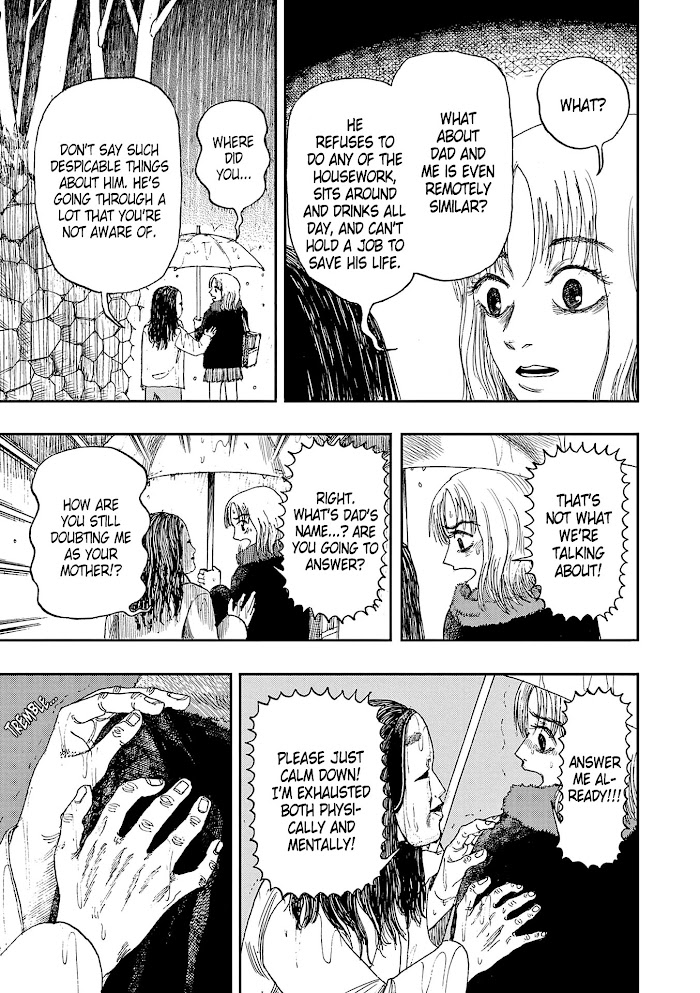 WHAT?
WHAT
ABOUT
DAD AND
ME IS EVEN
REMOTELY
SIMILAR?
HE
REFUSES TO
DO ANY OF THE
HOUSEWORK,
SITS AROUND
AND DRINKS ALL
DAY, AND CAN'T
HOLD A JOB TO
SAVE HIS LIFE.
WHERE
DID
YOU...
DON'T SAY SUCH
DESPICABLE THINGS
ABOUT HIM. HE'S
GOING THROUGH A
LOT THAT YOU'RE
NOT AWARE OF.
THAT'S
NOT WHAT
WE'RE
TALKING
ABOUT!
RIGHT.
WHAT'S DAD'S
NAME...? ARE
YOU GOING TO
ANSWER?
HOW ARE
YOU STILL
DOUBTING ME
AS YOUR
MOTHER!?
ANSWER
ME AL-
READY!!!
PLEASE JUST
CALM DOWN!
I'M EXHAUSTED
BOTH PHYSI-
CALLY AND
MENTALLY!
TREMBLE...